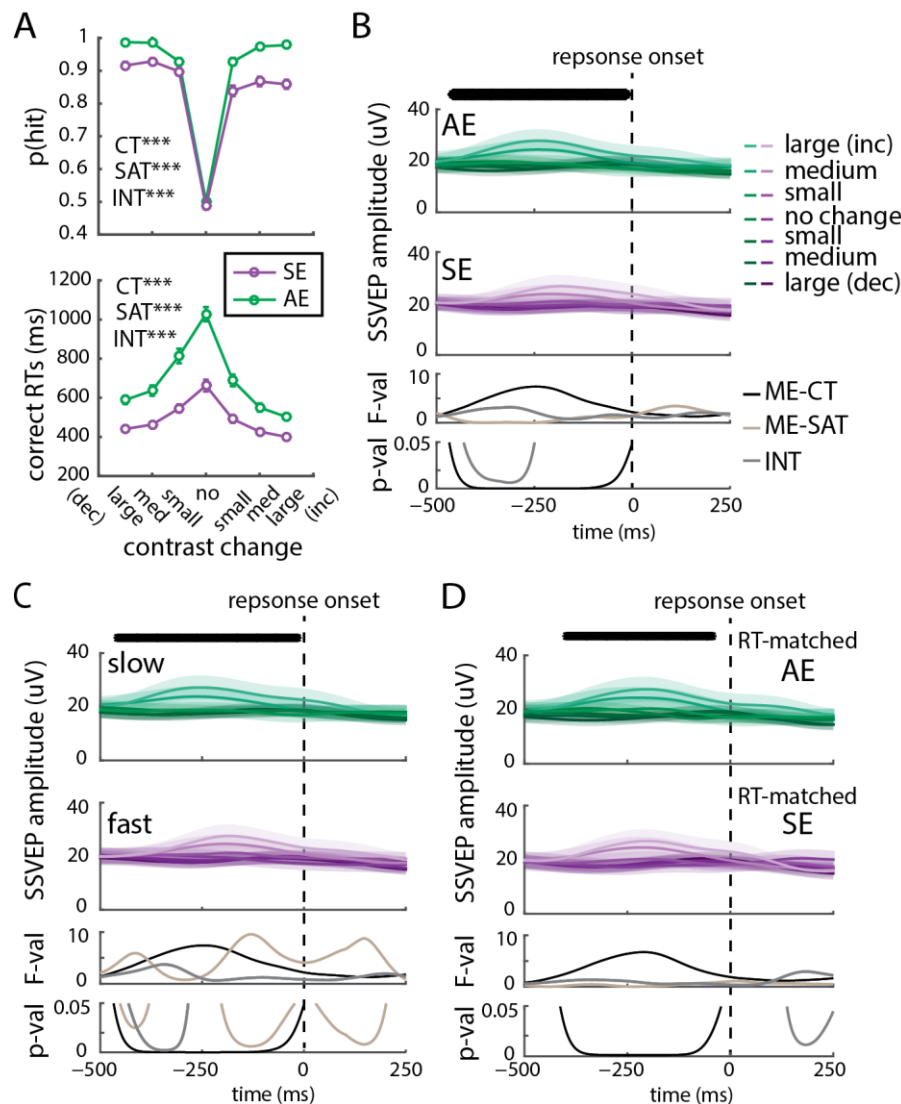 A
1
0.9
0.8
0.7
0.6
0.5
0.4
p(hit)
CT***
SAT***
INT***
1200
1000
800
600
400
200
correct RTs (ms)
CT***
SAT***
INT***
SE
AE
(dec)
large
med
small
no
small
med
large
(inc)
contrast change
B
repsonse onset
SSVEP amplitude (uV)
40
AE
20
0
40
SE
20
0
large (inc)
medium
small
no change
small
medium
large (dec)
F-val
10
0
p-val
0.05
0
−500
−250
0
250
time (ms)
ME-CT
ME-SAT
INT
C
repsonse onset
SSVEP amplitude (uV)
40
slow
20
0
40
fast
20
0
F-val
10
0
p-val
0.05
0
−500
−250
0
250
time (ms)
D
repsonse onset
SSVEP amplitude (uV)
RT-matched
40
AE
20
0
RT-matched
40
SE
20
0
F-val
10
0
p-val
0.05
0
−500
−250
0
250
time (ms)